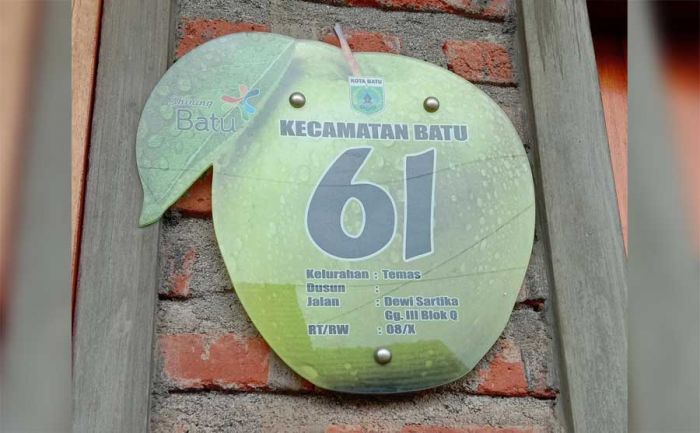 Shining
Batu
KOTA BATU
KECAMATAN BATU
61
Kelurahan : Temas
Dusun :
Jalan : Dewi Sartika
Gg. III Blok Q
RT/RW : 08/X